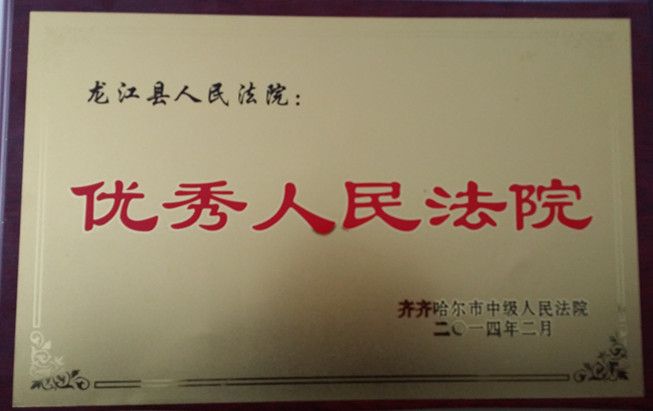 龙江县人民法院：
优秀人民法院
齐齐哈尔市中级人民法院
二〇一四年二月